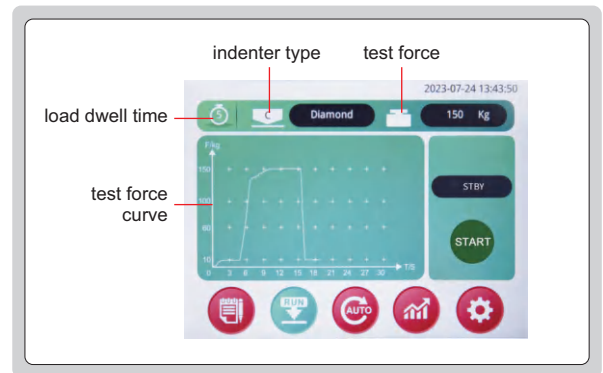 indenter type
test force
2023-07-24 13:43:50
load dwell time
5
C
Diamond
150 Kg
F/kg
150
100
60
10
0 3 6 9 12 15 18 21 24 27 30
T/S
test force
curve
STBY
START
RUN
AUTO